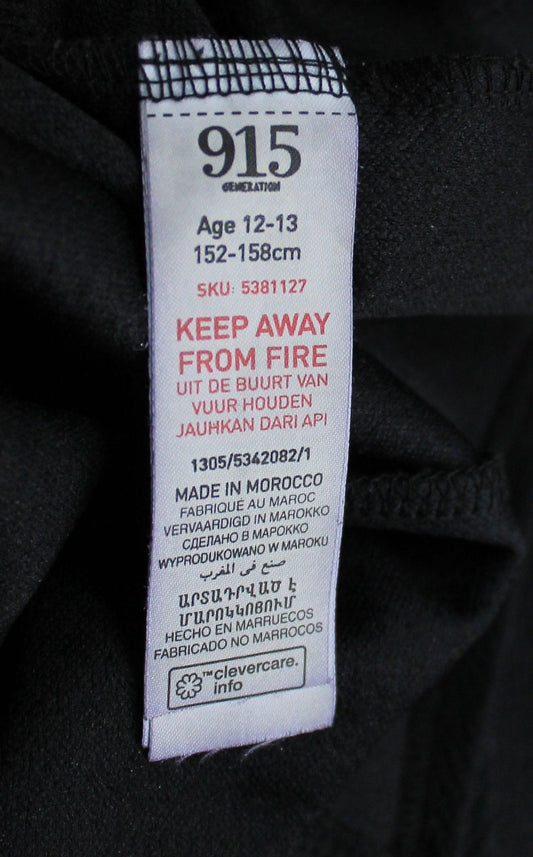 915
GENERATION
Age 12-13
152-158cm
SKU: 5381127
KEEP AWAY
FROM FIRE
UIT DE BUURT VAN
VUUR HOUDEN
JAUHKAN DARI API
1305/5342082/1
MADE IN MOROCCO
FABRIQUÉ AU MAROC
VERVAARDIGD IN MAROKKO
СДЕЛАНО В МАРОККО
WYPRODUKOWANO W MAROKU
صنع في المغرب
ԱՐՏԱԴՐՎԱԾ Է
ՄԱՐՈԿԿՈՅՈՒՄ
HECHO EN MARRUECOS
FABRICADO NO MARROCOS
™clevercare.
info